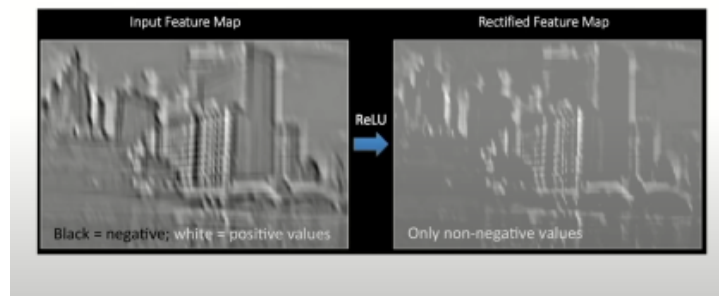 Input Feature Map
Rectified Feature Map
ReLU
Black = negative; white = positive values
Only non-negative values